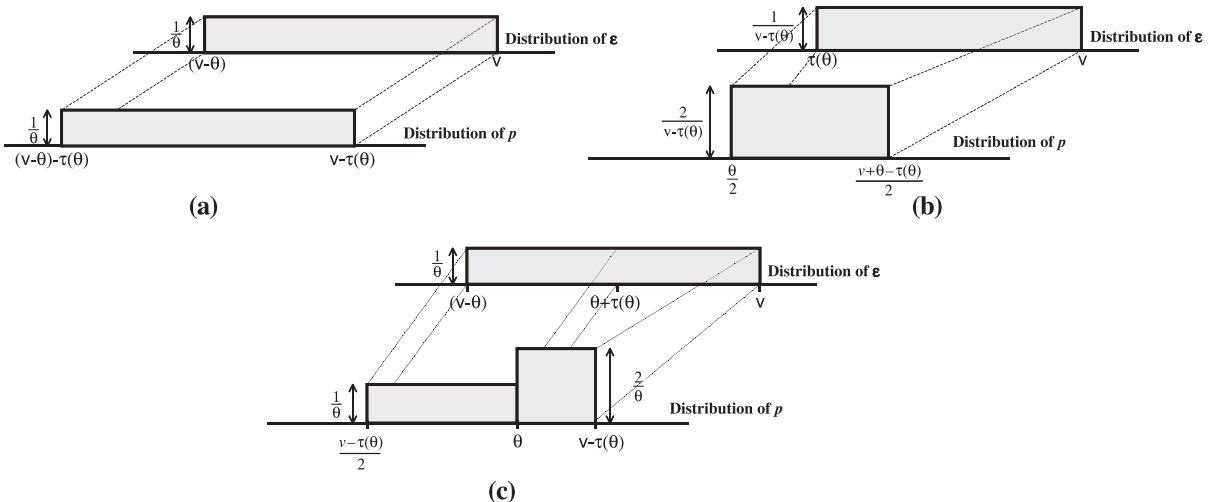 1/θ
Distribution of ε
(v-θ)
v
1/θ
Distribution of p
(v-θ)-τ(θ)
v-τ(θ)
(a)
1/(v-τ(θ))
Distribution of ε
τ(θ)
v
2/(v-τ(θ))
Distribution of p
θ/2
(v+θ−τ(θ))/2
(b)
1/θ
Distribution of ε
(v-θ)
θ+τ(θ)
v
1/θ
2/θ
Distribution of p
(v−τ(θ))/2
θ
v-τ(θ)
(c)